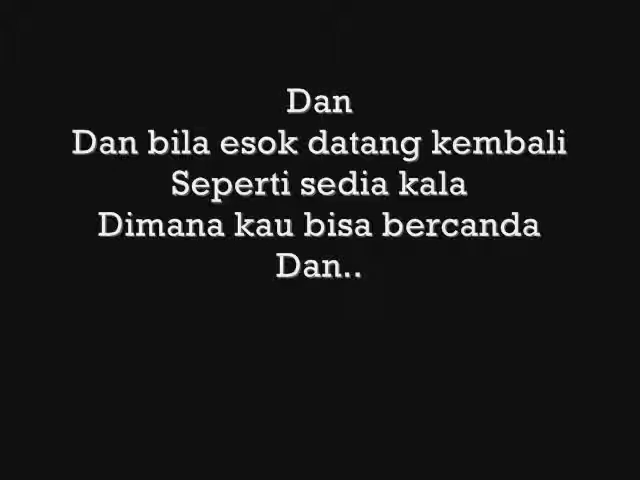 Dan
Dan bila esok datang kembali
Seperti sedia kala
Dimana kau bisa bercanda
Dan..